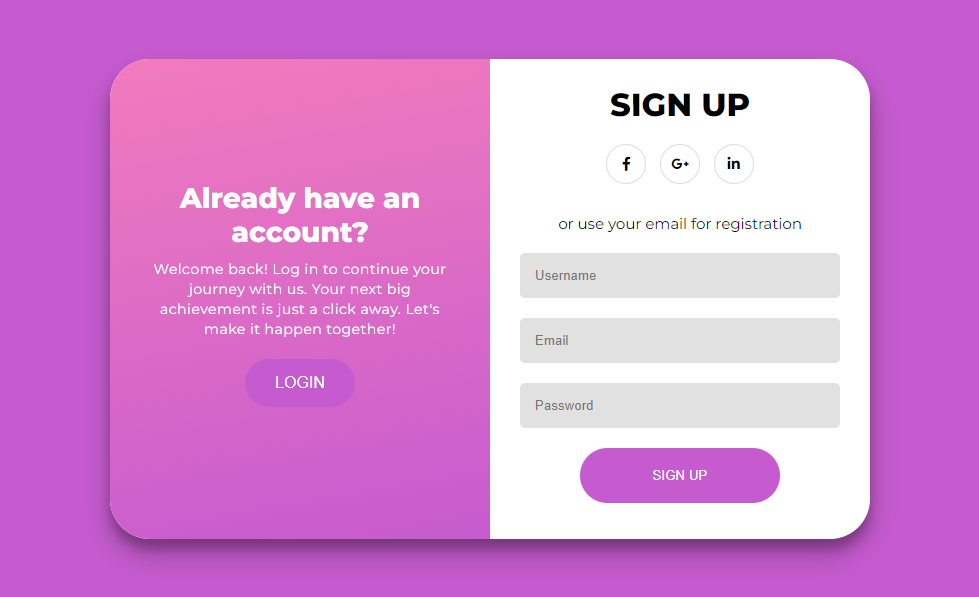 Already have an
account?
Welcome back! Log in to continue your
journey with us. Your next big
achievement is just a click away. Let's
make it happen together!
LOGIN
SIGN UP
f G+ in
or use your email for registration
Username
Email
Password
SIGN UP